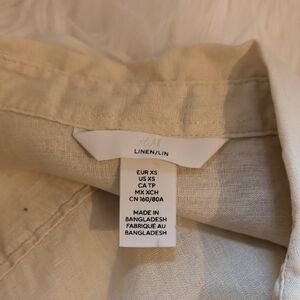 LINEN/LIN
EUR XS
US XS
CA TP
MX XCH
CN 160/80A
MADE IN
BANGLADESH
FABRIQUÉ AU
BANGLADESH